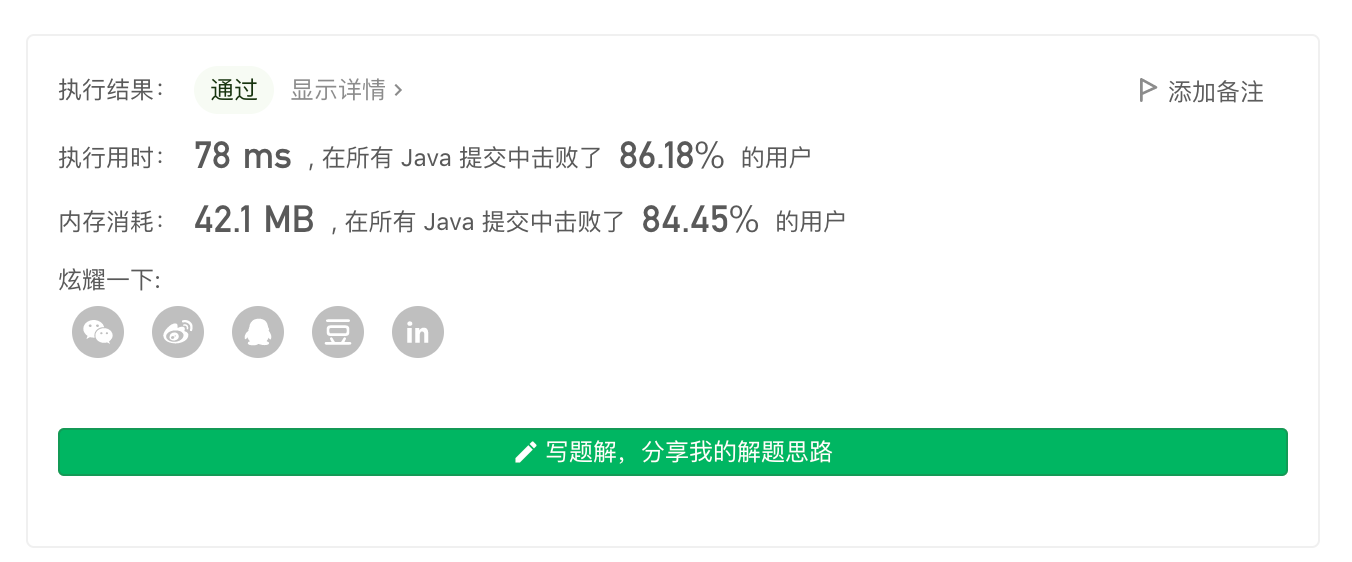 执行结果： 通过 显示详情 › 添加备注
执行用时： 78 ms , 在所有 Java 提交中击败了 86.18% 的用户
内存消耗： 42.1 MB , 在所有 Java 提交中击败了 84.45% 的用户
炫耀一下:
豆 in
写题解，分享我的解题思路